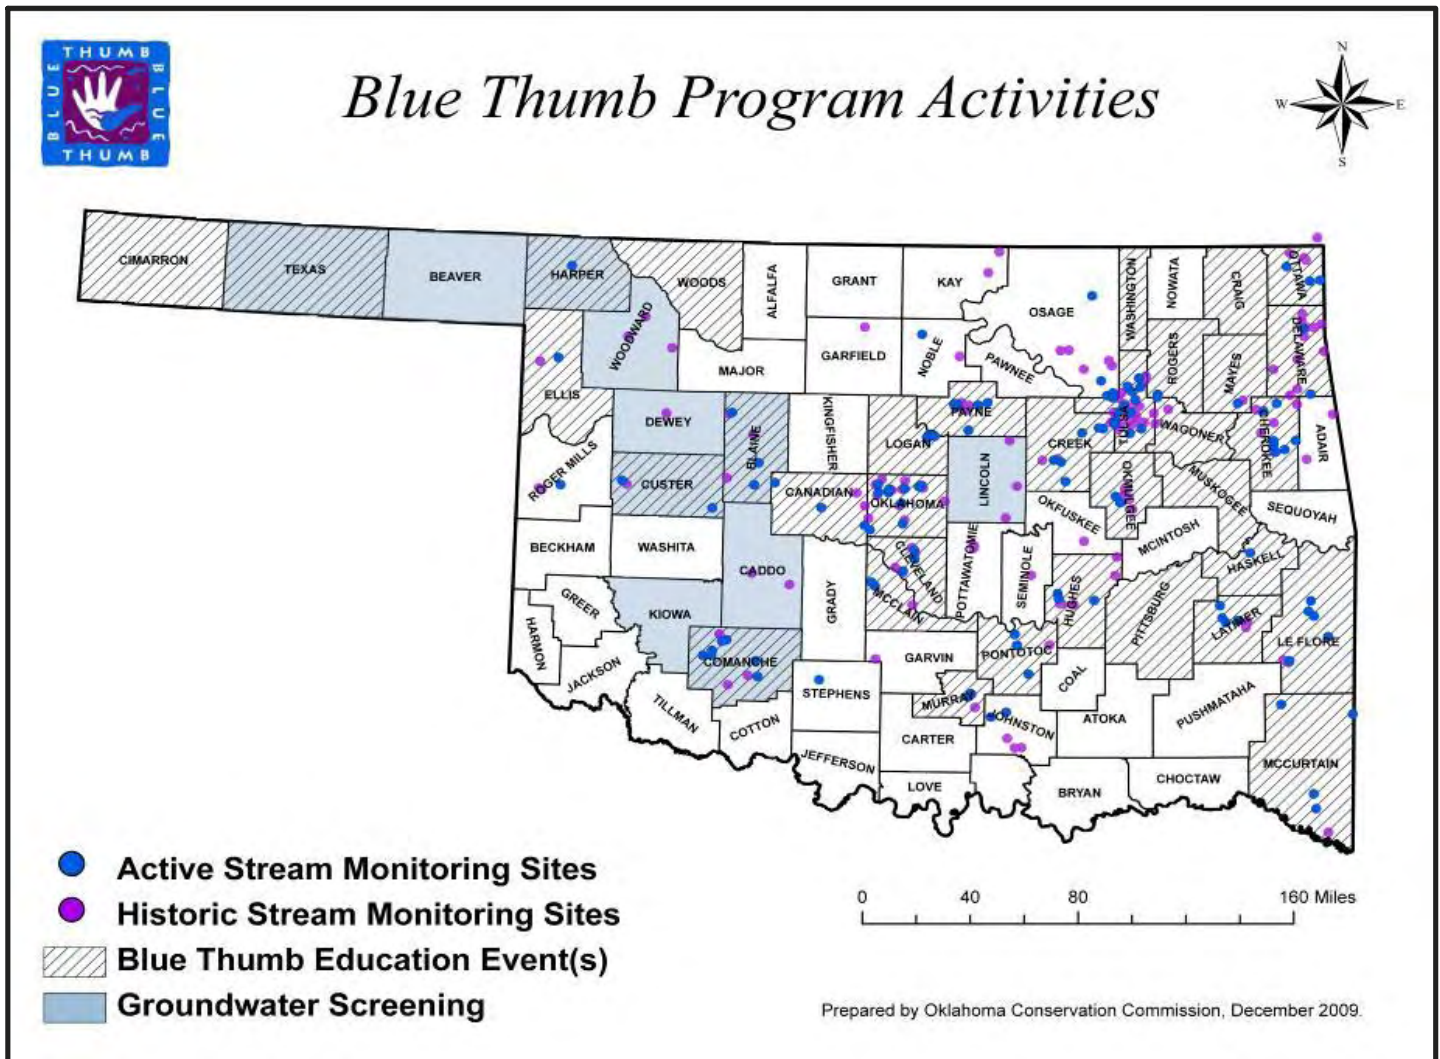 THUMB
BLUE
BLUE
THUMB
Blue Thumb Program Activities
N
W
E
S
CIMARRON
TEXAS
BEAVER
HARPER
WOODS
ALFALFA
GRANT
KAY
OSAGE
WASHINGTON
NOWATA
CRAIG
OTTAWA
WOODWARD
ELLIS
MAJOR
GARFIELD
NOBLE
PAWNEE
ROGERS
MAYES
DELAWARE
DEWEY
BLAINE
KINGFISHER
LOGAN
PAYNE
CREEK
TULSA
WAGONER
CHEROKEE
ADAIR
ROGER MILLS
CUSTER
CANADIAN
OKLAHOMA
LINCOLN
OKFUSKEE
OKMULGEE
MUSKOGEE
SEQUOYAH
BECKHAM
WASHITA
CADDO
GRADY
CLEVELAND
MCCLAIN
POTTAWATOMIE
SEMINOLE
HUGHES
MCINTOSH
HASKELL
PITTSBURG
LATIMER
LE FLORE
HARMON
GREER
KIOWA
COMANCHE
JACKSON
TILLMAN
COTTON
STEPHENS
JEFFERSON
GARVIN
PONTOTOC
COAL
MURRAY
JOHNSTON
ATOKA
PUSHMATAHA
CARTER
LOVE
BRYAN
CHOCTAW
MCCURTAIN
Active Stream Monitoring Sites
Historic Stream Monitoring Sites
Blue Thumb Education Event(s)
Groundwater Screening
0 40 80 160 Miles
Prepared by Oklahoma Conservation Commission, December 2009.